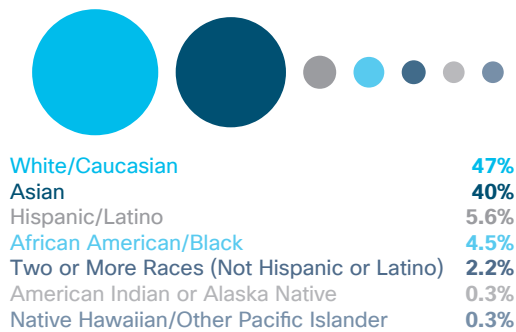 White/Caucasian 47%
Asian 40%
Hispanic/Latino 5.6%
African American/Black 4.5%
Two or More Races (Not Hispanic or Latino) 2.2%
American Indian or Alaska Native 0.3%
Native Hawaiian/Other Pacific Islander 0.3%